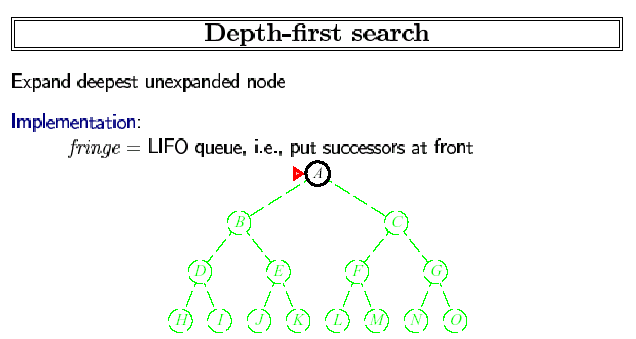 Depth-first search
Expand deepest unexpanded node
Implementation:
fringe = LIFO queue, i.e., put successors at front
A
B C
D E F G
H I J K L M N O